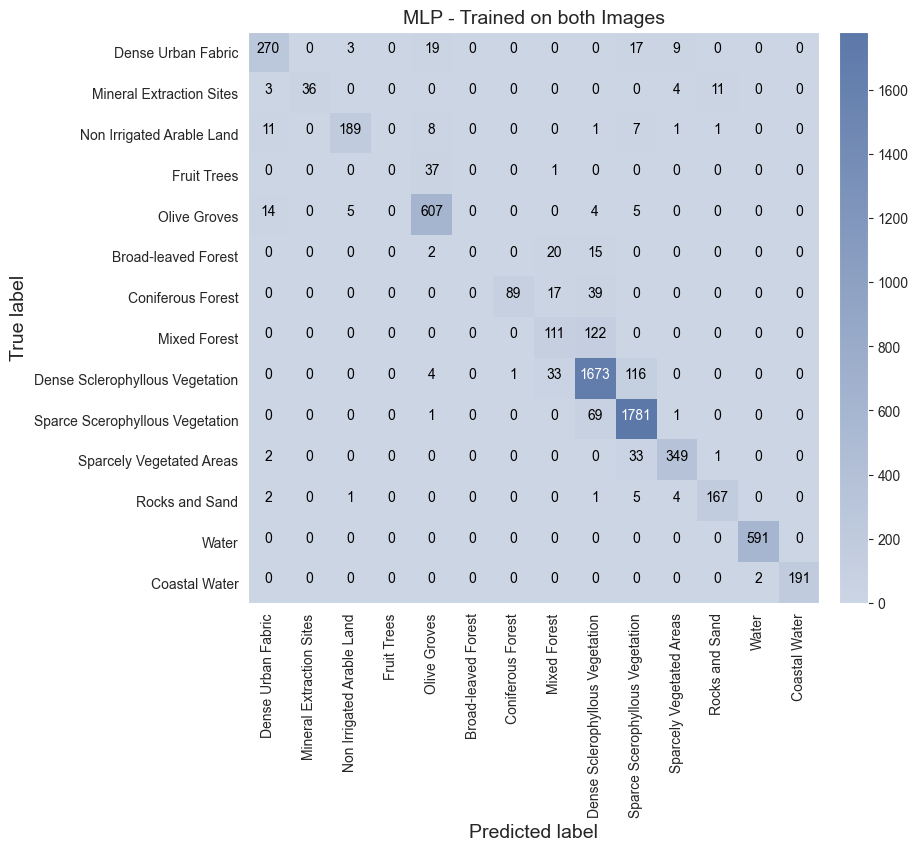 MLP - Trained on both Images
Dense Urban Fabric 270 0 3 0 19 0 0 0 0 17 9 0 0 0
Mineral Extraction Sites 3 36 0 0 0 0 0 0 0 0 4 11 0 0
Non Irrigated Arable Land 11 0 189 0 8 0 0 0 1 7 1 1 0 0
Fruit Trees 0 0 0 0 37 0 0 1 0 0 0 0 0 0
Olive Groves 14 0 5 0 607 0 0 0 4 5 0 0 0 0
Broad-leaved Forest 0 0 0 0 2 0 0 20 15 0 0 0 0 0
Coniferous Forest 0 0 0 0 0 0 89 17 39 0 0 0 0 0
Mixed Forest 0 0 0 0 0 0 0 111 122 0 0 0 0 0
Dense Sclerophyllous Vegetation 0 0 0 0 4 0 1 33 1673 116 0 0 0 0
Sparce Scerophyllous Vegetation 0 0 0 0 1 0 0 0 69 1781 1 0 0 0
Sparcely Vegetated Areas 2 0 0 0 0 0 0 0 0 33 349 1 0 0
Rocks and Sand 2 0 1 0 0 0 0 0 1 5 4 167 0 0
Water 0 0 0 0 0 0 0 0 0 0 0 0 591 0
Coastal Water 0 0 0 0 0 0 0 0 0 0 0 0 2 191
True label
Dense Urban Fabric
Mineral Extraction Sites
Non Irrigated Arable Land
Fruit Trees
Olive Groves
Broad-leaved Forest
Coniferous Forest
Mixed Forest
Dense Sclerophyllous Vegetation
Sparce Scerophyllous Vegetation
Sparcely Vegetated Areas
Rocks and Sand
Water
Coastal Water
Predicted label
1600
1400
1200
1000
800
600
400
200
0